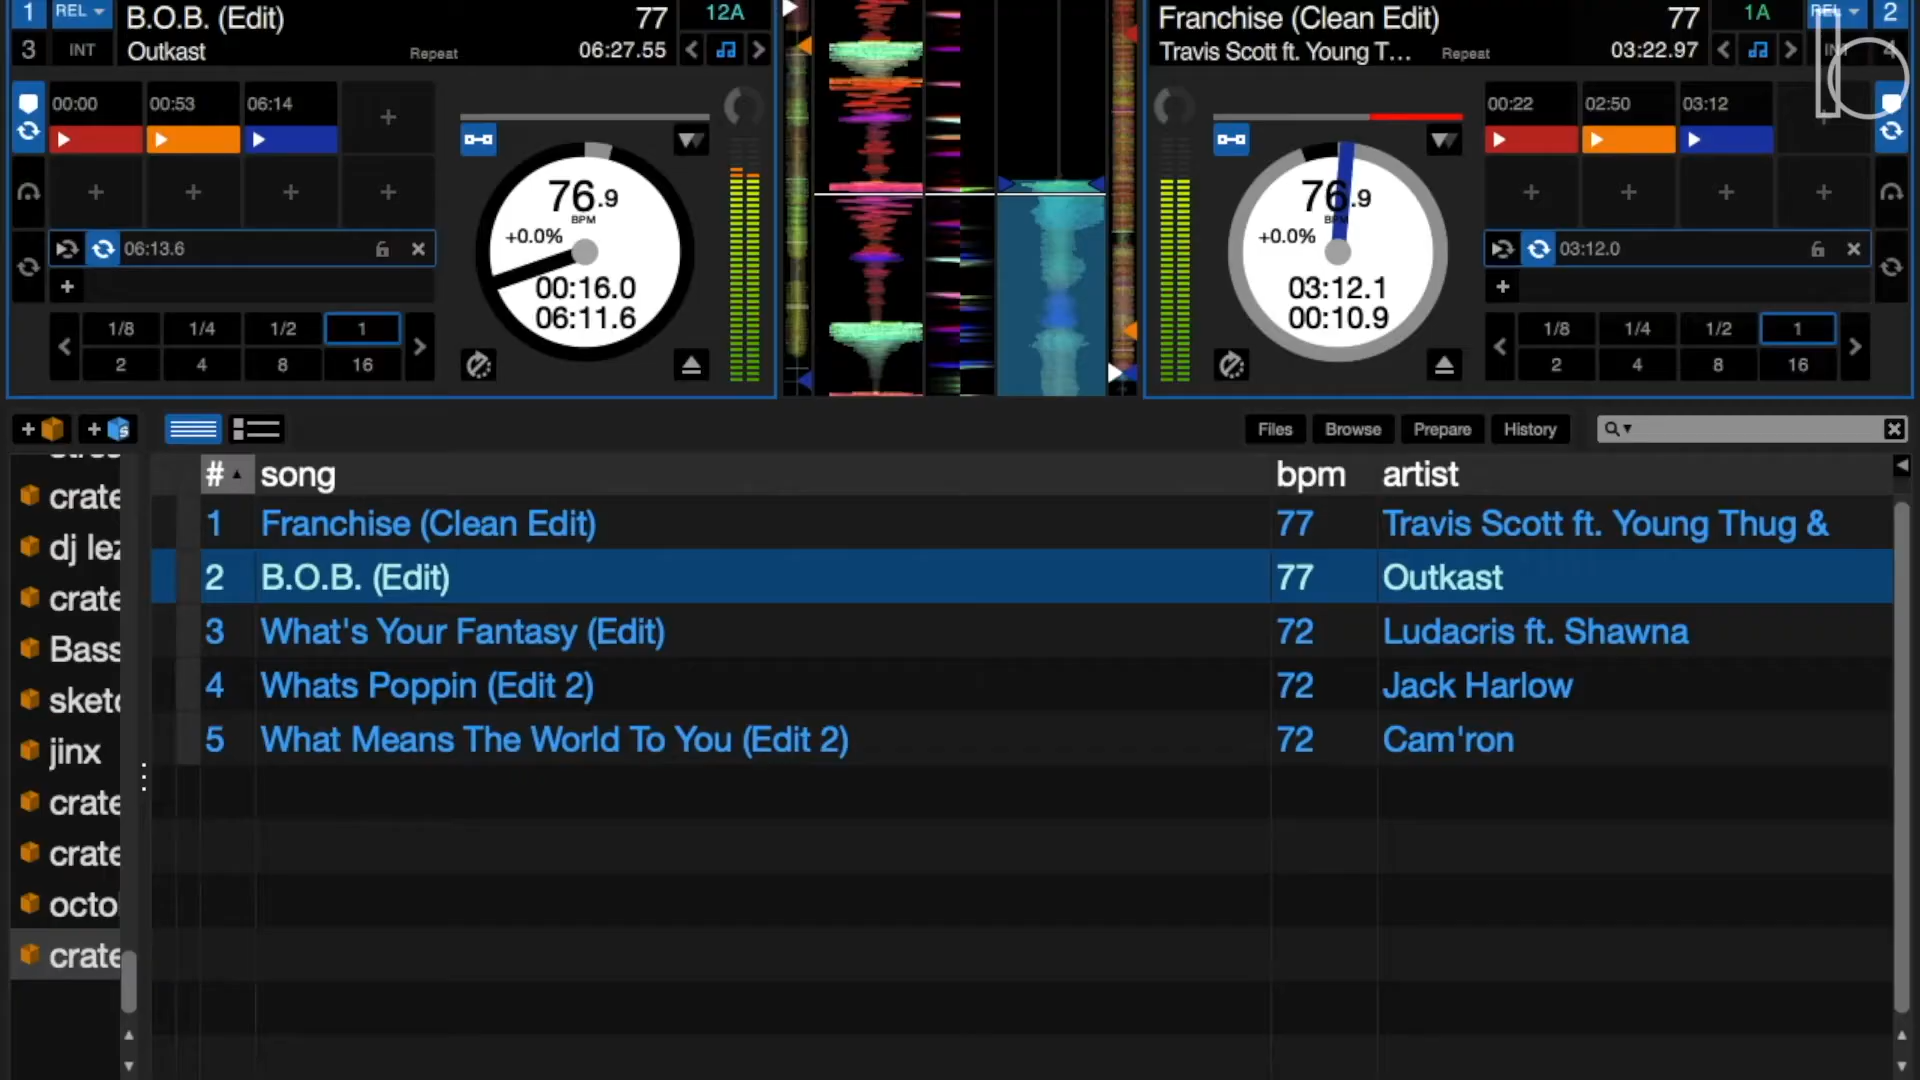 1 REL B.O.B. (Edit) 77 12A
3 INT Outkast Repeat 06:27.55
Franchise (Clean Edit) 77 1A REL 2
Travis Scott ft. Young T... Repeat 03:22.97 INT 4
00:00 00:53 06:14
76.9
BPM
+0.0%
00:16.0
06:11.6
06:13.6
1/8 1/4 1/2 1
2 4 8 16
00:22 02:50 03:12
76.9
BPM
+0.0%
03:12.1
00:10.9
03:12.0
1/8 1/4 1/2 1
2 4 8 16
Files Browse Prepare History
# song bpm artist
1 Franchise (Clean Edit) 77 Travis Scott ft. Young Thug &
2 B.O.B. (Edit) 77 Outkast
3 What's Your Fantasy (Edit) 72 Ludacris ft. Shawna
4 Whats Poppin (Edit 2) 72 Jack Harlow
5 What Means The World To You (Edit 2) 72 Cam'ron
crate
dj lez
crate
Bass
sketc
jinx
crate
crate
octo
crate